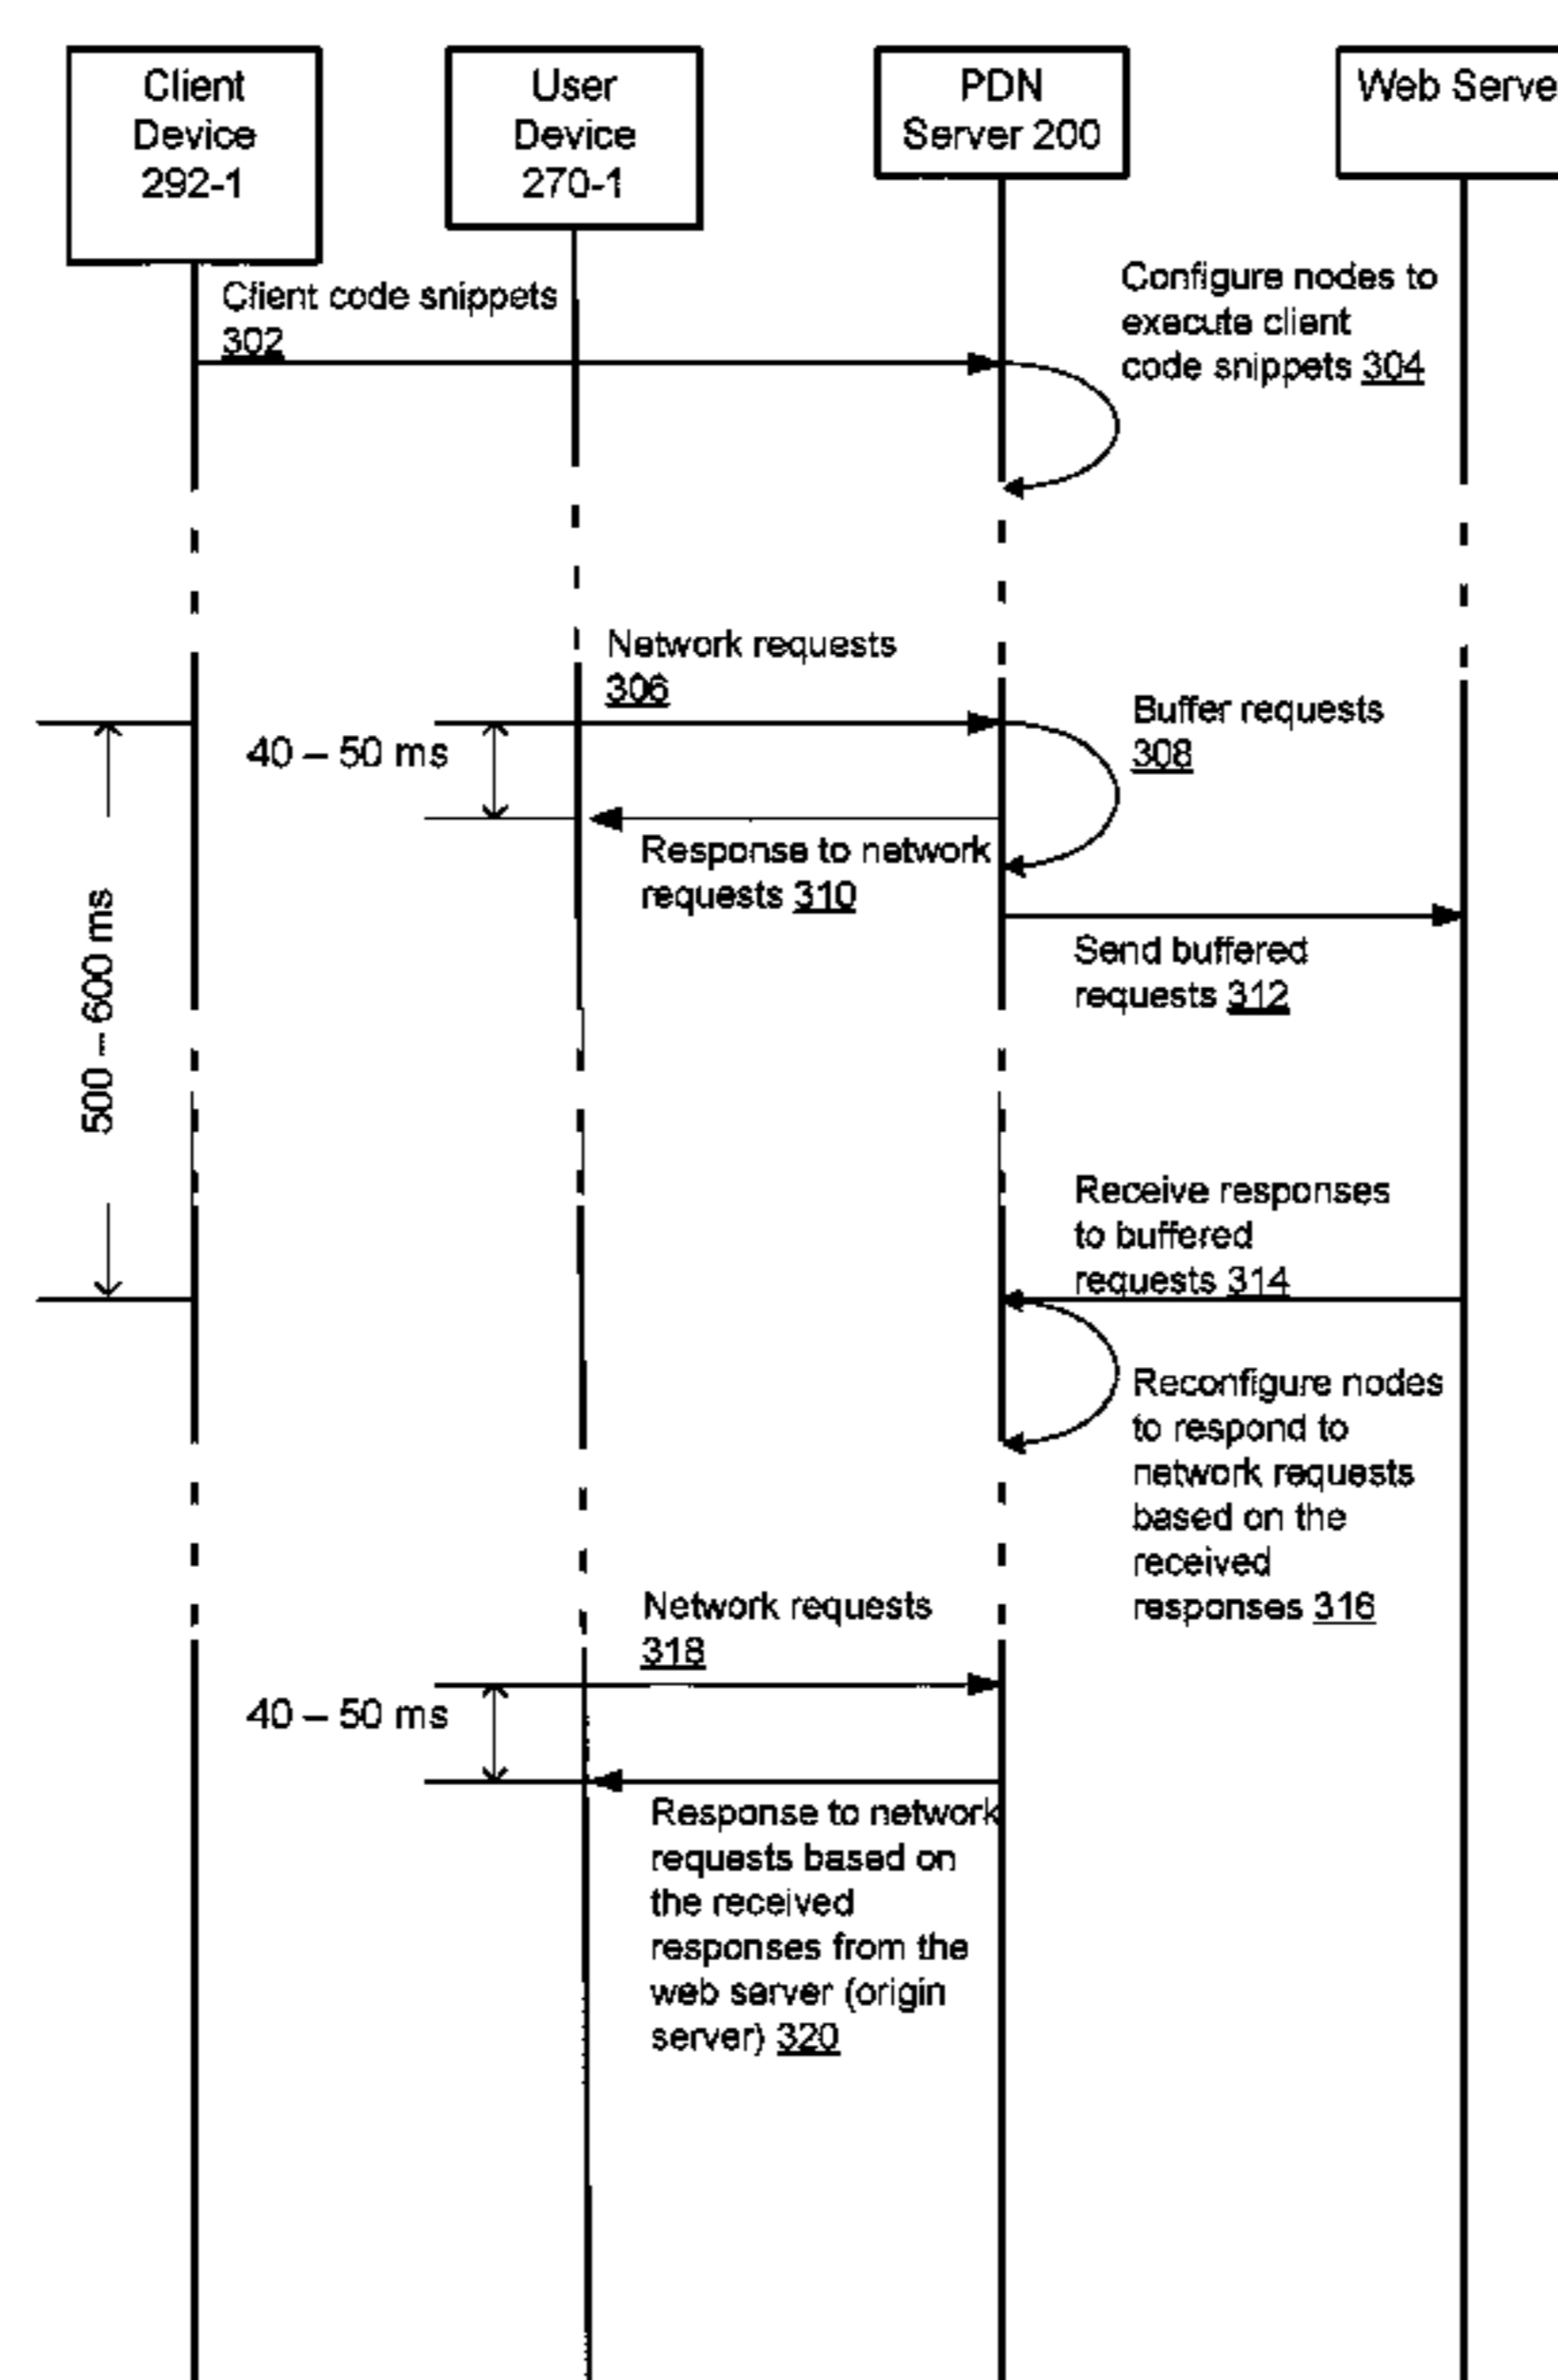 Client
Device
292-1
User
Device
270-1
PDN
Server 200
Web Serve
Client code snippets
302
Configure nodes to
execute client
code snippets 304
Network requests
306
40 – 50 ms
Buffer requests
308
Response to network
requests 310
Send buffered
requests 312
500 – 600 ms
Receive responses
to buffered
requests 314
Reconfigure nodes
to respond to
network requests
based on the
received
responses 316
Network requests
318
40 – 50 ms
Response to network
requests based on
the received
responses from the
web server (origin
server) 320